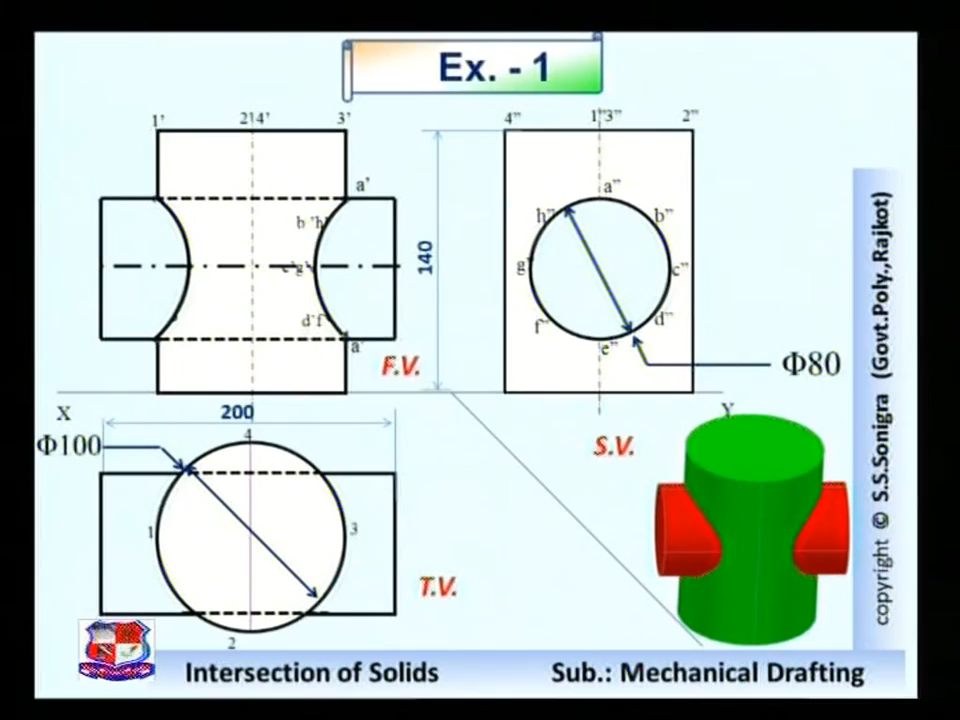 Ex. - 1
1' 2'4' 3' 4" 1"3" 2"
a' a"
b'h' h" b"
140
c'g' g" c"
d'f' f" d"
a' e"
F.V. Φ80
X 200 Y
Φ100 4 S.V.
1 3
T.V.
2
Intersection of Solids Sub.: Mechanical Drafting
copyright © S.S.Sonigra (Govt.Poly.,Rajkot)